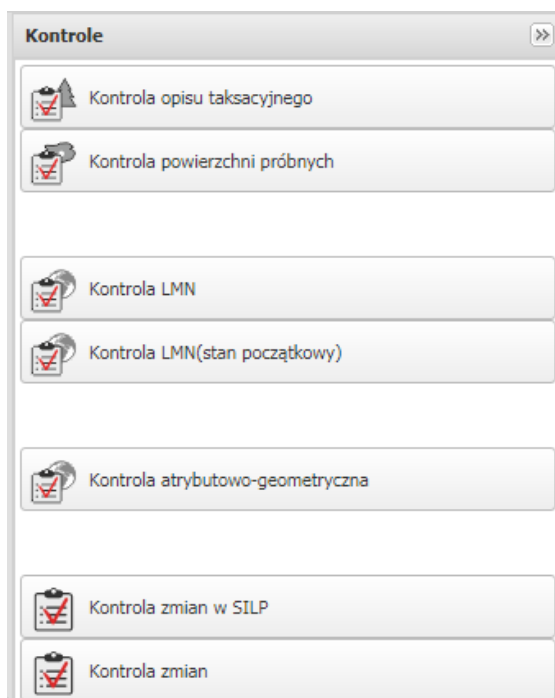 Kontrole
Kontrola opisu taksacyjnego
Kontrola powierzchni próbnych
Kontrola LMN
Kontrola LMN(stan początkowy)
Kontrola atrybutowo-geometryczna
Kontrola zmian w SILP
Kontrola zmian